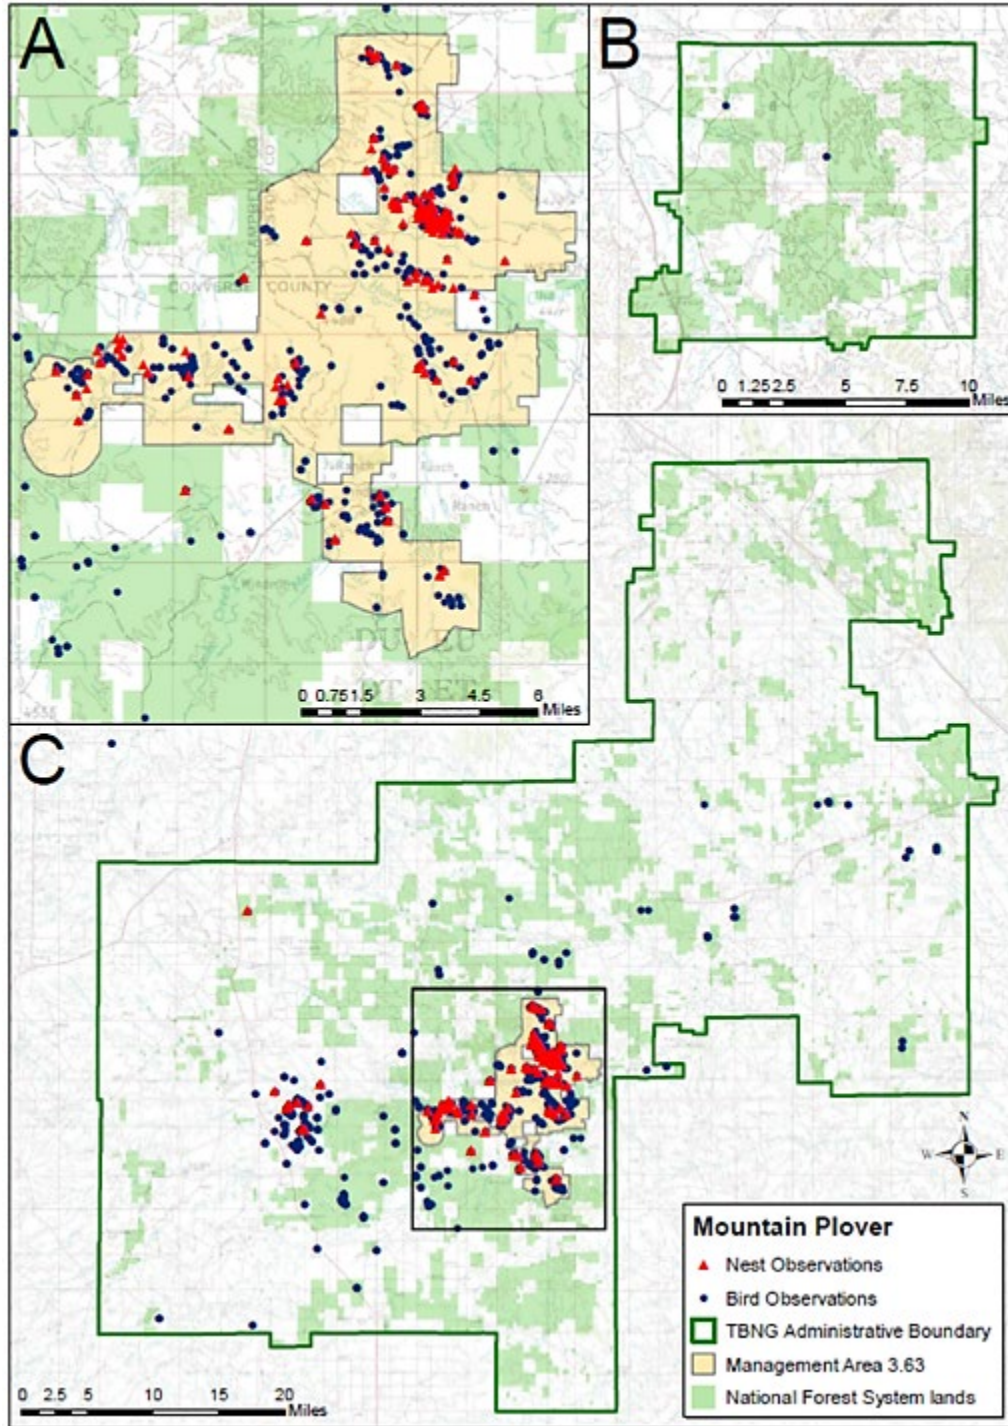 A
CONVERSE COUNTY
Ranch
Ranch
0 0.75 1.5 3 4.5 6
Miles
B
0 1.25 2.5 5 7.5 10
Miles
C
N
W E
S
0 2.5 5 10 15 20
Miles
Mountain Plover
Nest Observations
Bird Observations
TBNG Administrative Boundary
Management Area 3.63
National Forest System lands